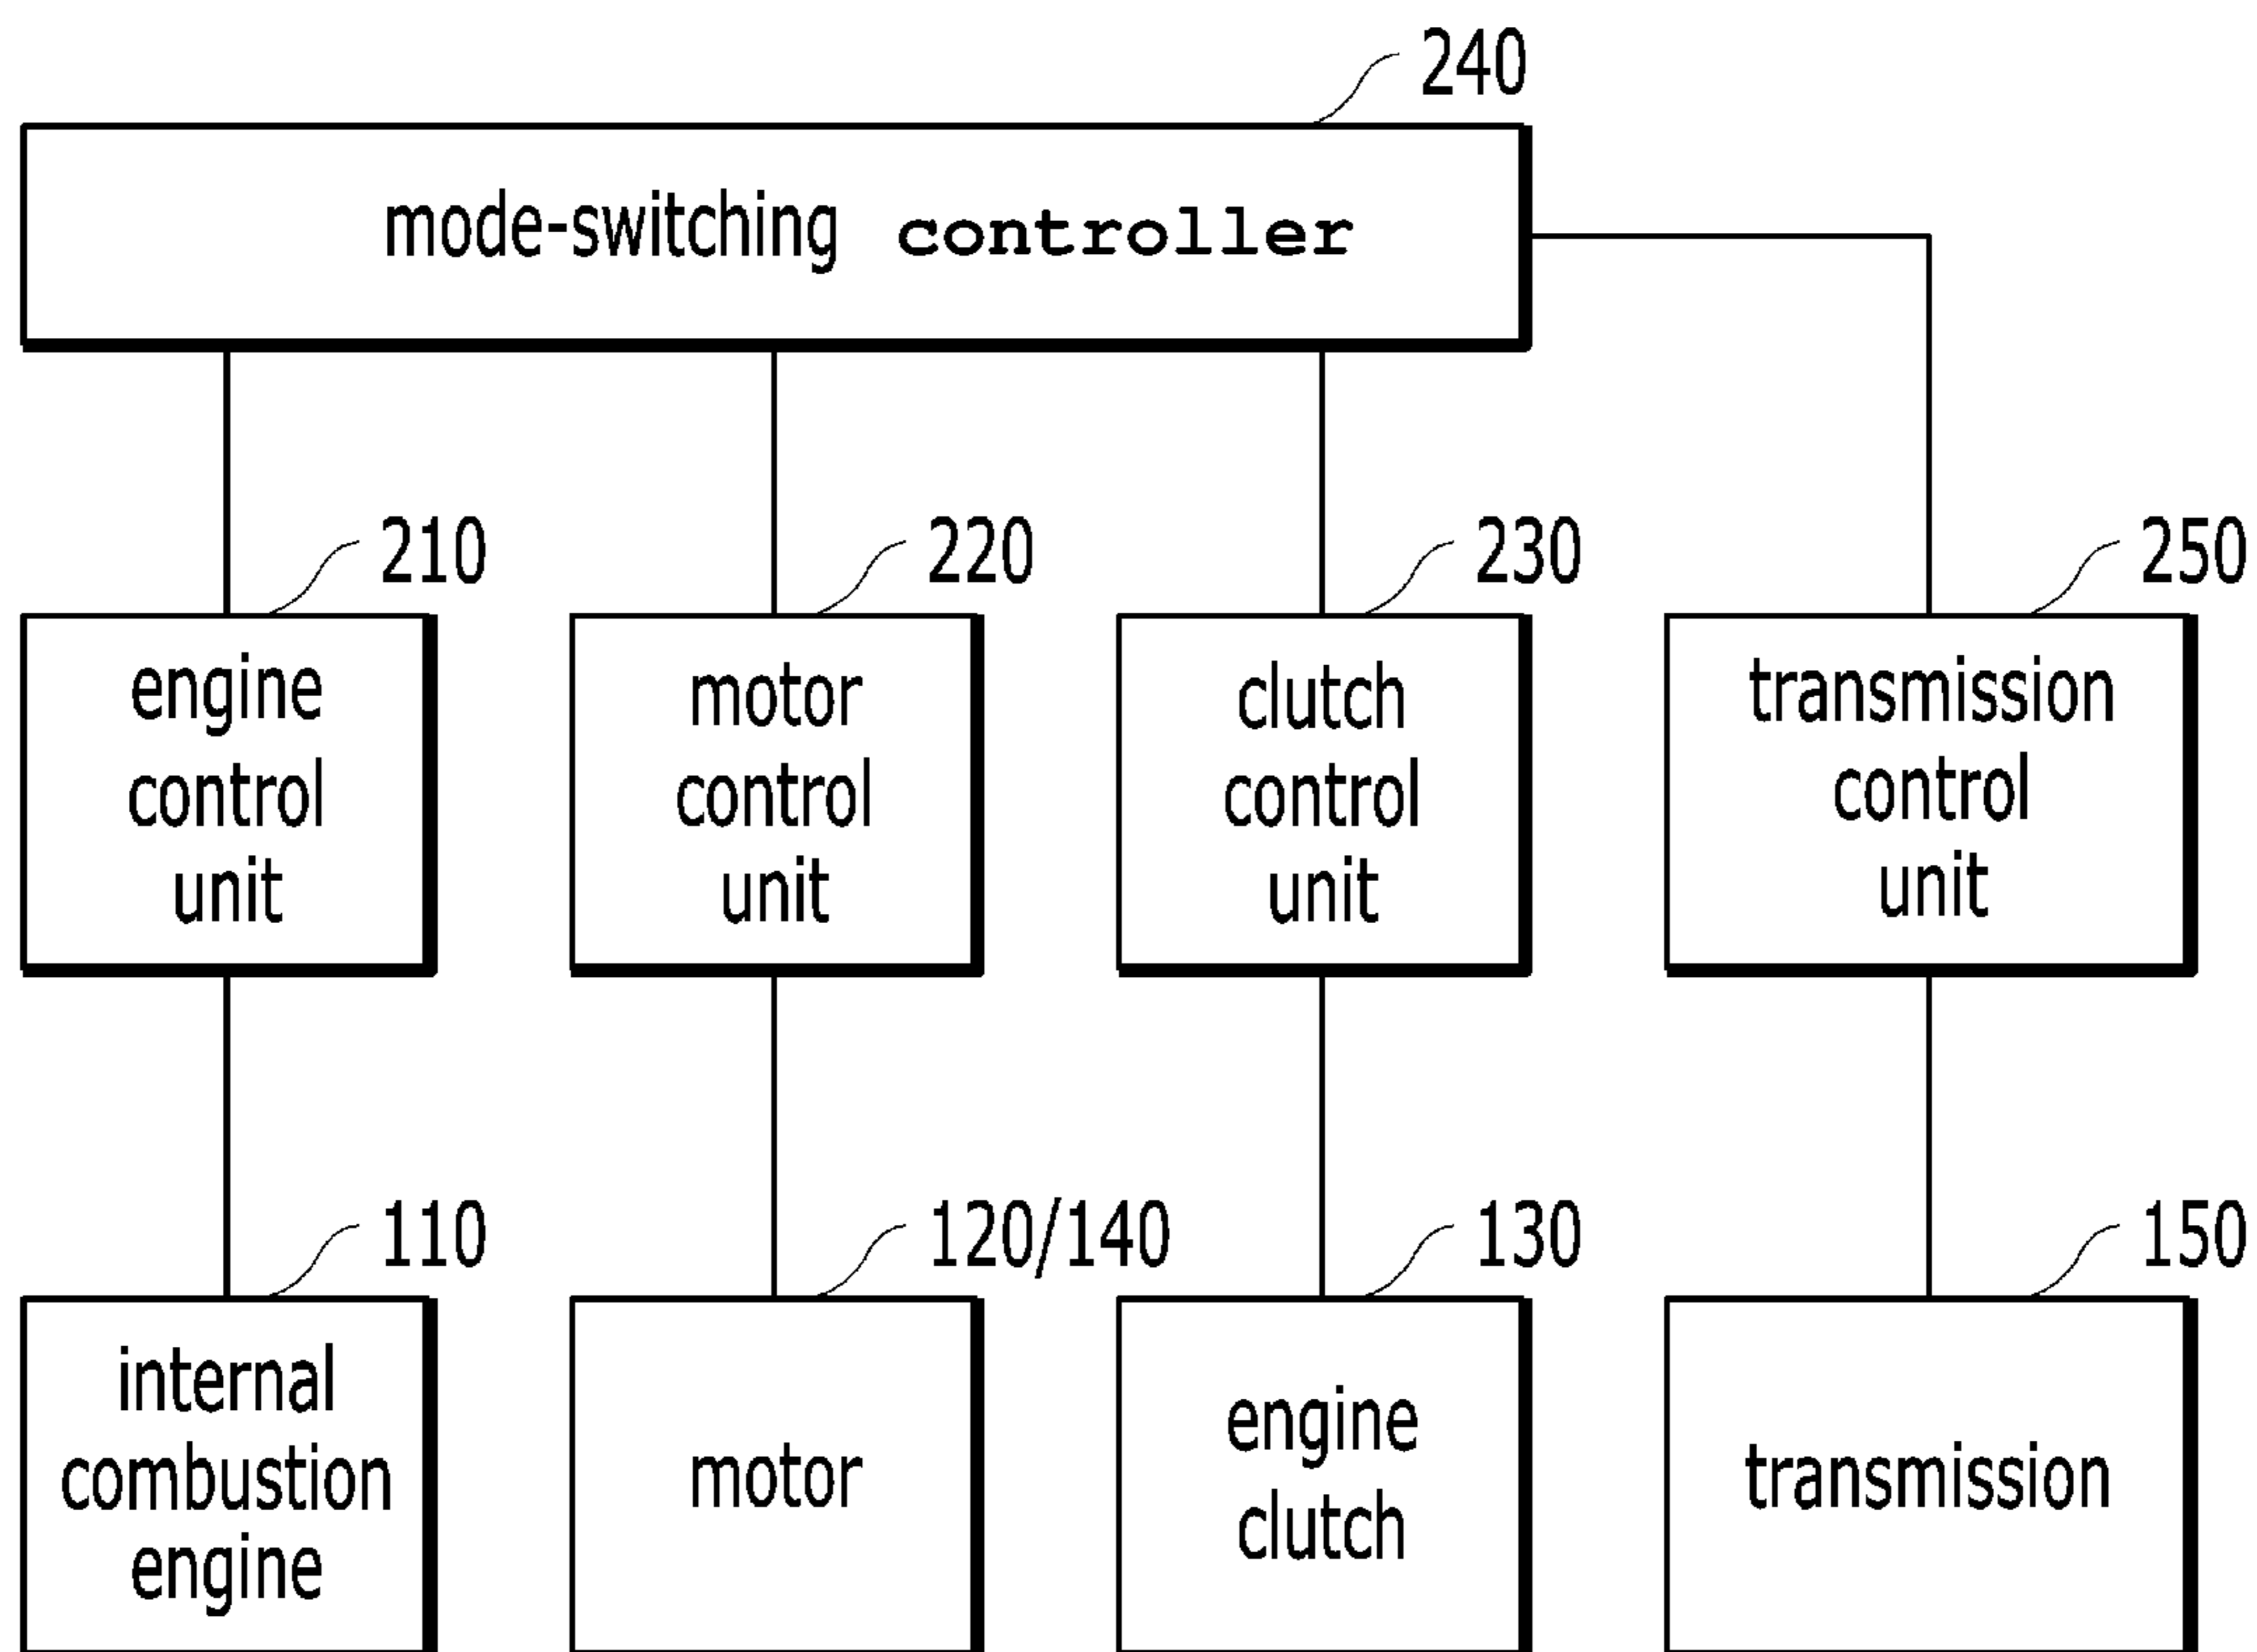 240
mode-switching controller
210
220
230
250
engine
control
unit
motor
control
unit
clutch
control
unit
transmission
control
unit
110
120/140
130
150
internal
combustion
engine
motor
engine
clutch
transmission